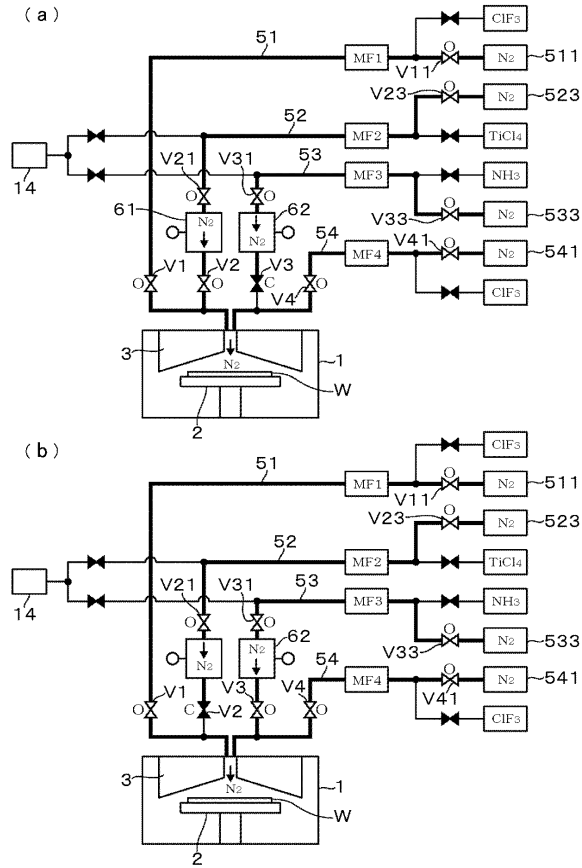 (a)
51
ClF3
MF1
O
V11
N2
511
V23
O
N2
523
52
MF2
TiCl4
14
V21
V31
53
MF3
NH3
O
O
61
N2
62
N2
V33
O
N2
533
54
V41
O
N2
541
MF4
V1
V2
V3
O
O
C
V4
O
ClF3
3
N2
1
W
2
(b)
51
ClF3
MF1
O
V11
N2
511
V23
O
N2
523
52
MF2
TiCl4
14
V21
V31
53
MF3
NH3
O
O
62
N2
N2
V33
O
N2
533
54
O
N2
541
MF4
V41
V1
V3
V4
O
C
V2
O
O
ClF3
3
N2
1
W
2